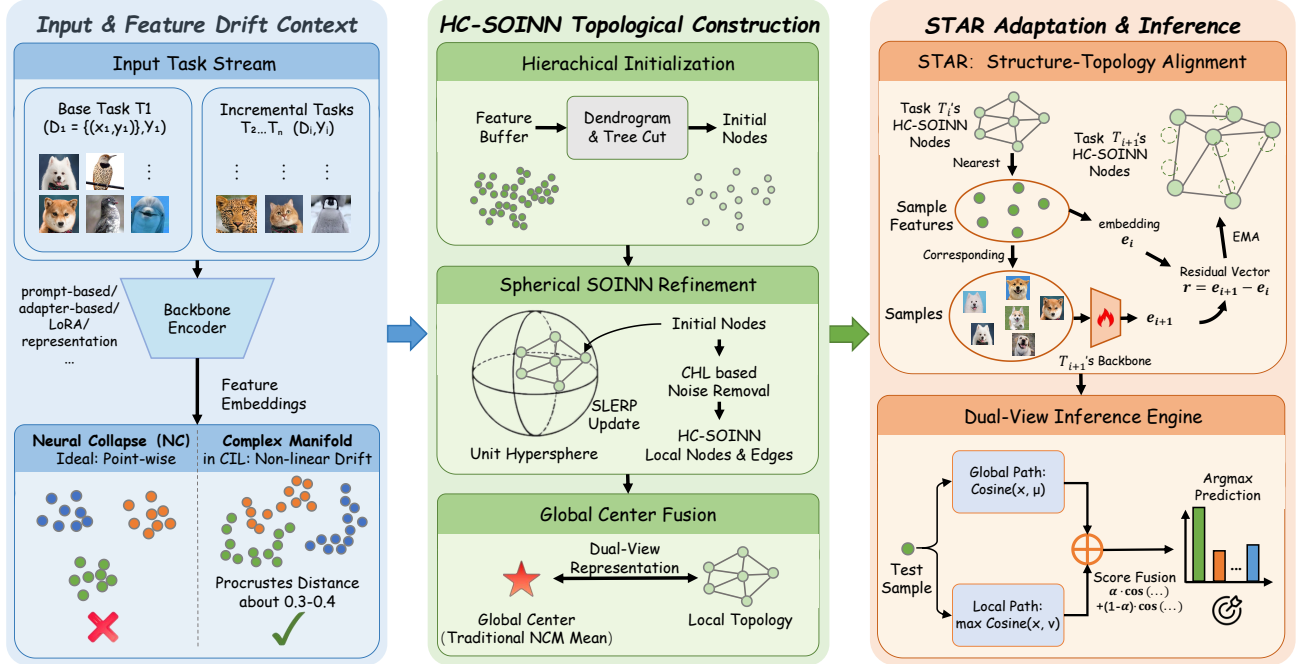 Input & Feature Drift Context
Input Task Stream
Base Task T1
(D₁ = {(x₁,y₁)},Y₁)
⋮
Incremental Tasks
T₂...Tₙ (Dᵢ,Yᵢ)
⋮ ⋮
prompt-based/
adapter-based/
LoRA/
representation
...
Backbone
Encoder
Feature
Embeddings
Neural Collapse (NC)
Ideal: Point-wise
Complex Manifold
in CIL: Non-linear Drift
Procrustes Distance
about 0.3-0.4
HC-SOINN Topological Construction
Hierachical Initialization
Feature
Buffer
Dendrogram
& Tree Cut
Initial
Nodes
Spherical SOINN Refinement
Initial Nodes
CHL based
Noise Removal
SLERP
Update
HC-SOINN
Local Nodes & Edges
Unit Hypersphere
Global Center Fusion
Dual-View
Representation
Global Center
(Traditional NCM Mean)
Local Topology
STAR Adaptation & Inference
STAR: Structure-Topology Alignment
Task Tᵢ's
HC-SOINN
Nodes
Task Tᵢ₊₁'s
HC-SOINN
Nodes
Nearest
Sample
Features
embedding
eᵢ
EMA
Corresponding
Residual Vector
r = eᵢ₊₁ − eᵢ
Samples
eᵢ₊₁
Tᵢ₊₁'s Backbone
Dual-View Inference Engine
Global Path:
Cosine(x, μ)
Argmax
Prediction
Test
Sample
...
Score Fusion
α·cos(...)
+(1-α)·cos(...)
Local Path:
max Cosine(x, v)